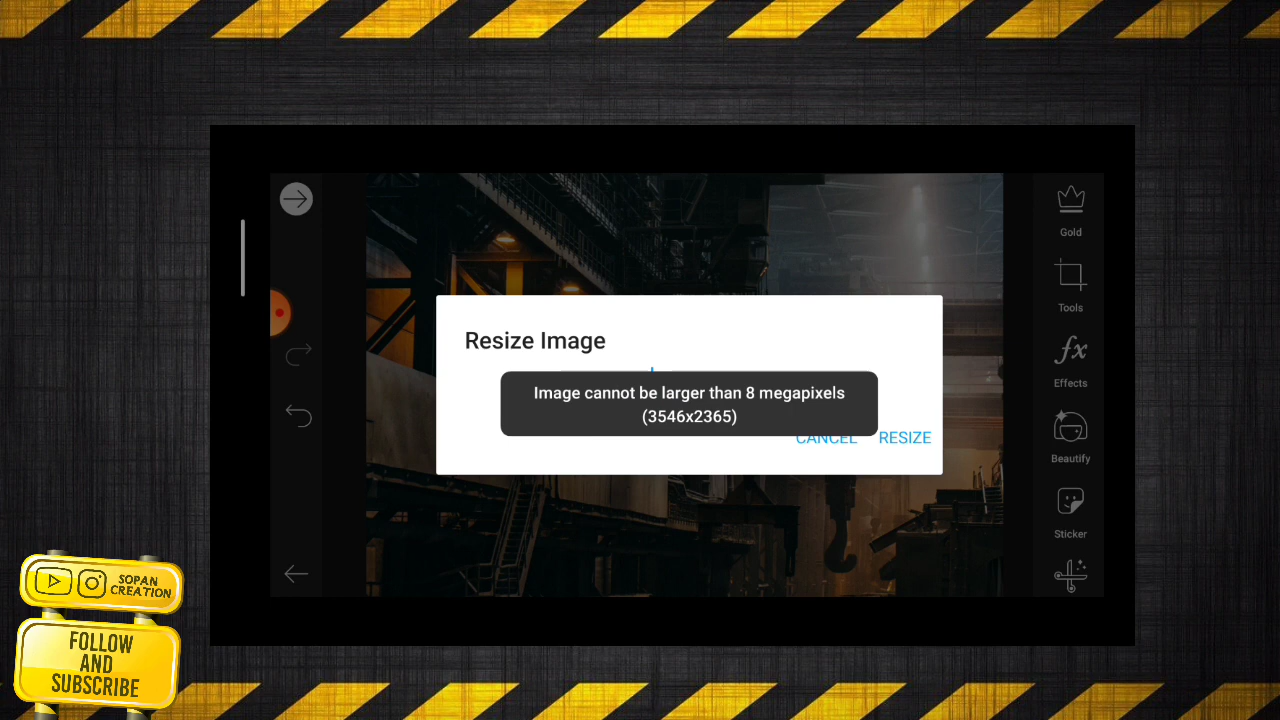 Gold
Tools
Effects
Beautify
Sticker
Resize Image
Image cannot be larger than 8 megapixels
(3546x2365)
CANCEL RESIZE
SOPAN
CREATION
FOLLOW
AND
SUBSCRIBE